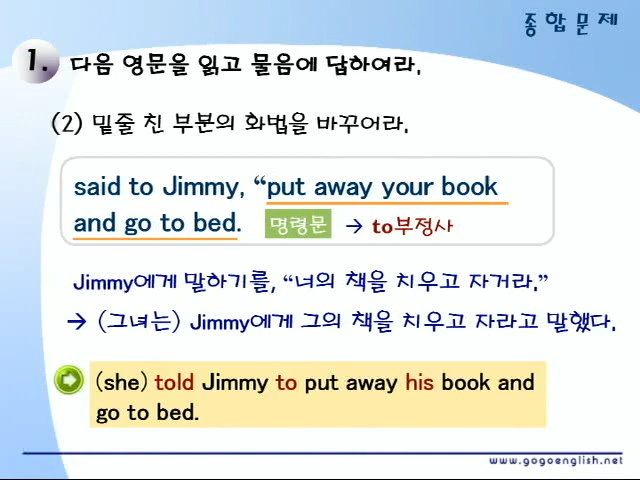 종합문제
1. 다음 영문을 읽고 물음에 답하여라.
(2) 밑줄 친 부분의 화법을 바꾸어라.
said to Jimmy, “put away your book
and go to bed. 명령문 → to부정사
Jimmy에게 말하기를, “너의 책을 치우고 자거라.”
→ (그녀는) Jimmy에게 그의 책을 치우고 자라고 말했다.
(she) told Jimmy to put away his book and
go to bed.
www.gogoenglish.net